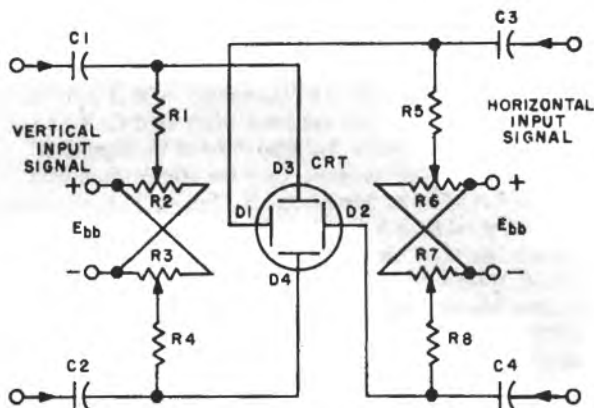 C1
C3
R1
R5
VERTICAL
INPUT
SIGNAL
HORIZONTAL
INPUT
SIGNAL
D3 CRT
+ R2
D1
D2
R6 +
Ebb
Ebb
- R3
R7 -
D4
R4
R8
C2
C4